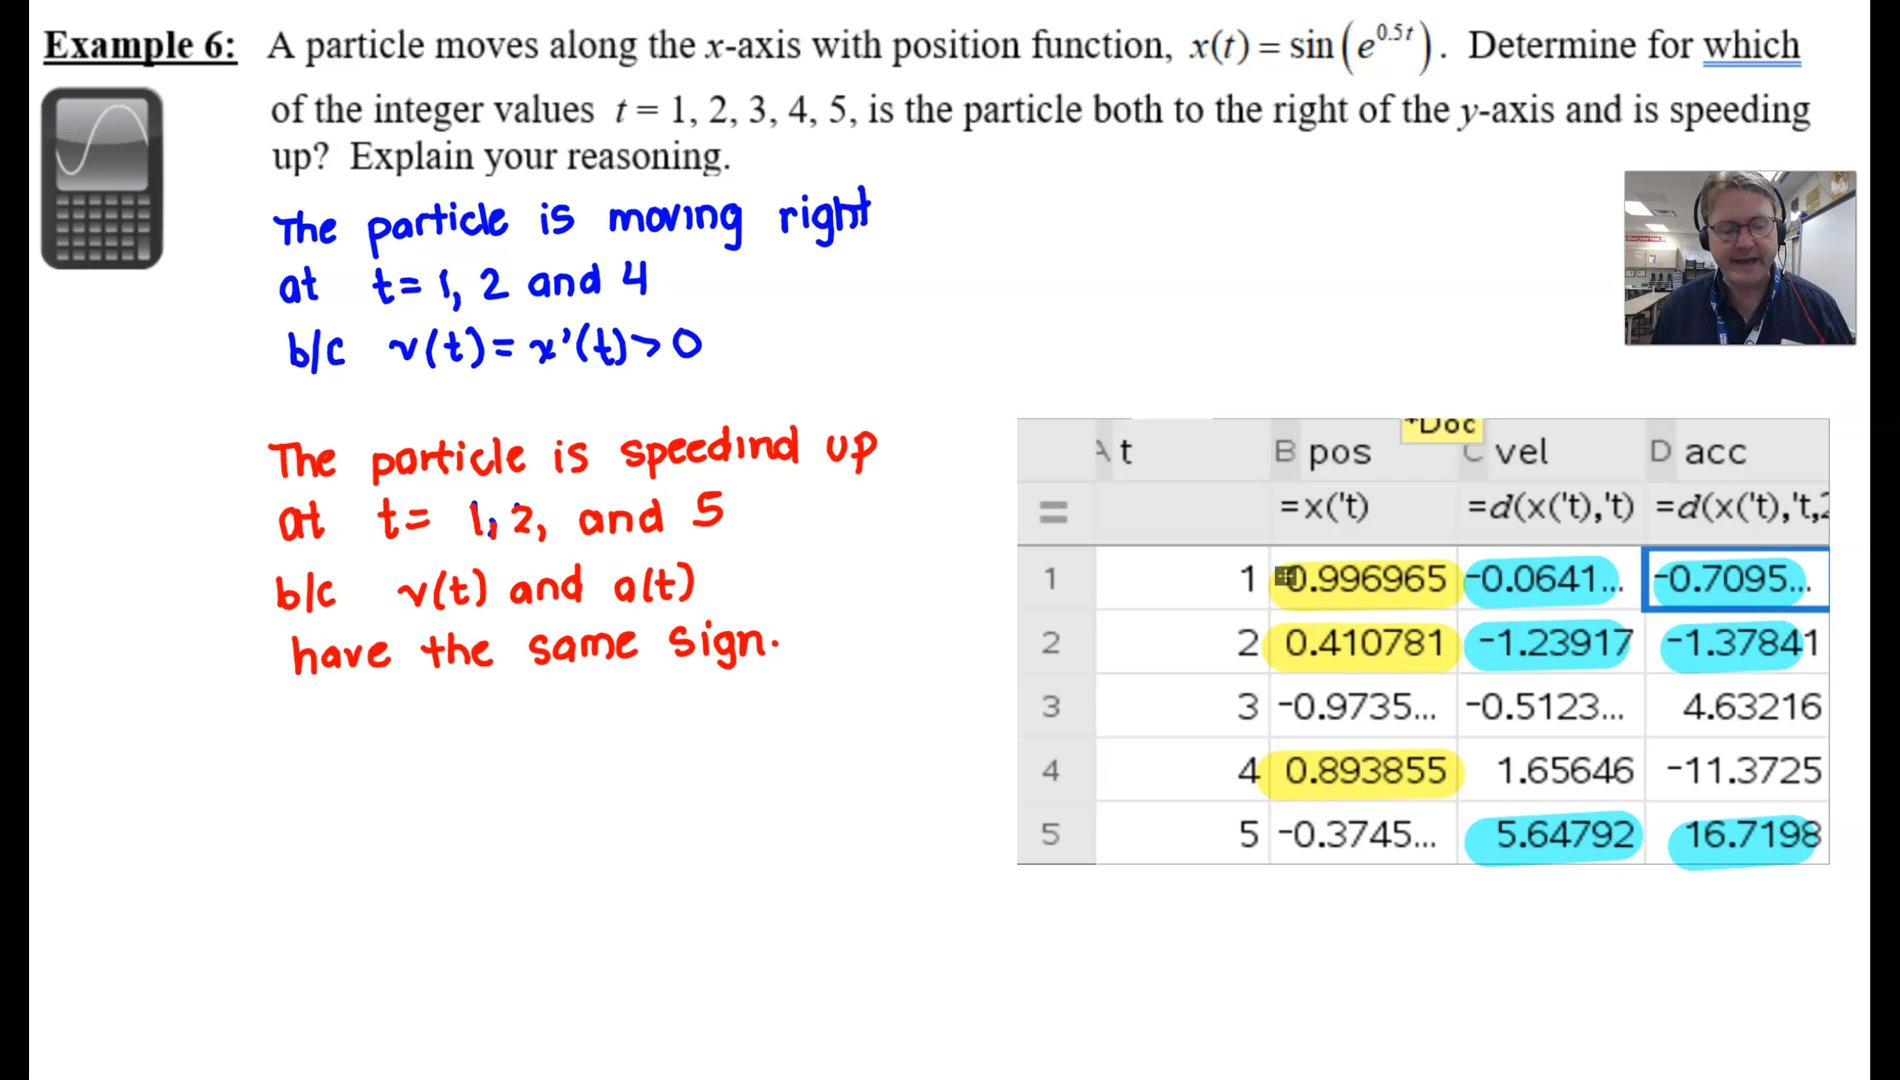 Example 6: A particle moves along the x-axis with position function, x(t) = sin(e^0.5t). Determine for which
of the integer values t = 1, 2, 3, 4, 5, is the particle both to the right of the y-axis and is speeding
up? Explain your reasoning.
The particle is moving right
at t= 1, 2 and 4
b/c v(t)= x'(t)>0
The particle is speedind up
at t= 1, 2, and 5
b/c v(t) and a(t)
have the same sign.
*Doc
A t B pos C vel D acc
= =x('t) =d(x('t),'t) =d(x('t),'t,2
1 1 0.996965 -0.0641... -0.7095...
2 2 0.410781 -1.23917 -1.37841
3 3 -0.9735... -0.5123... 4.63216
4 4 0.893855 1.65646 -11.3725
5 5 -0.3745... 5.64792 16.7198